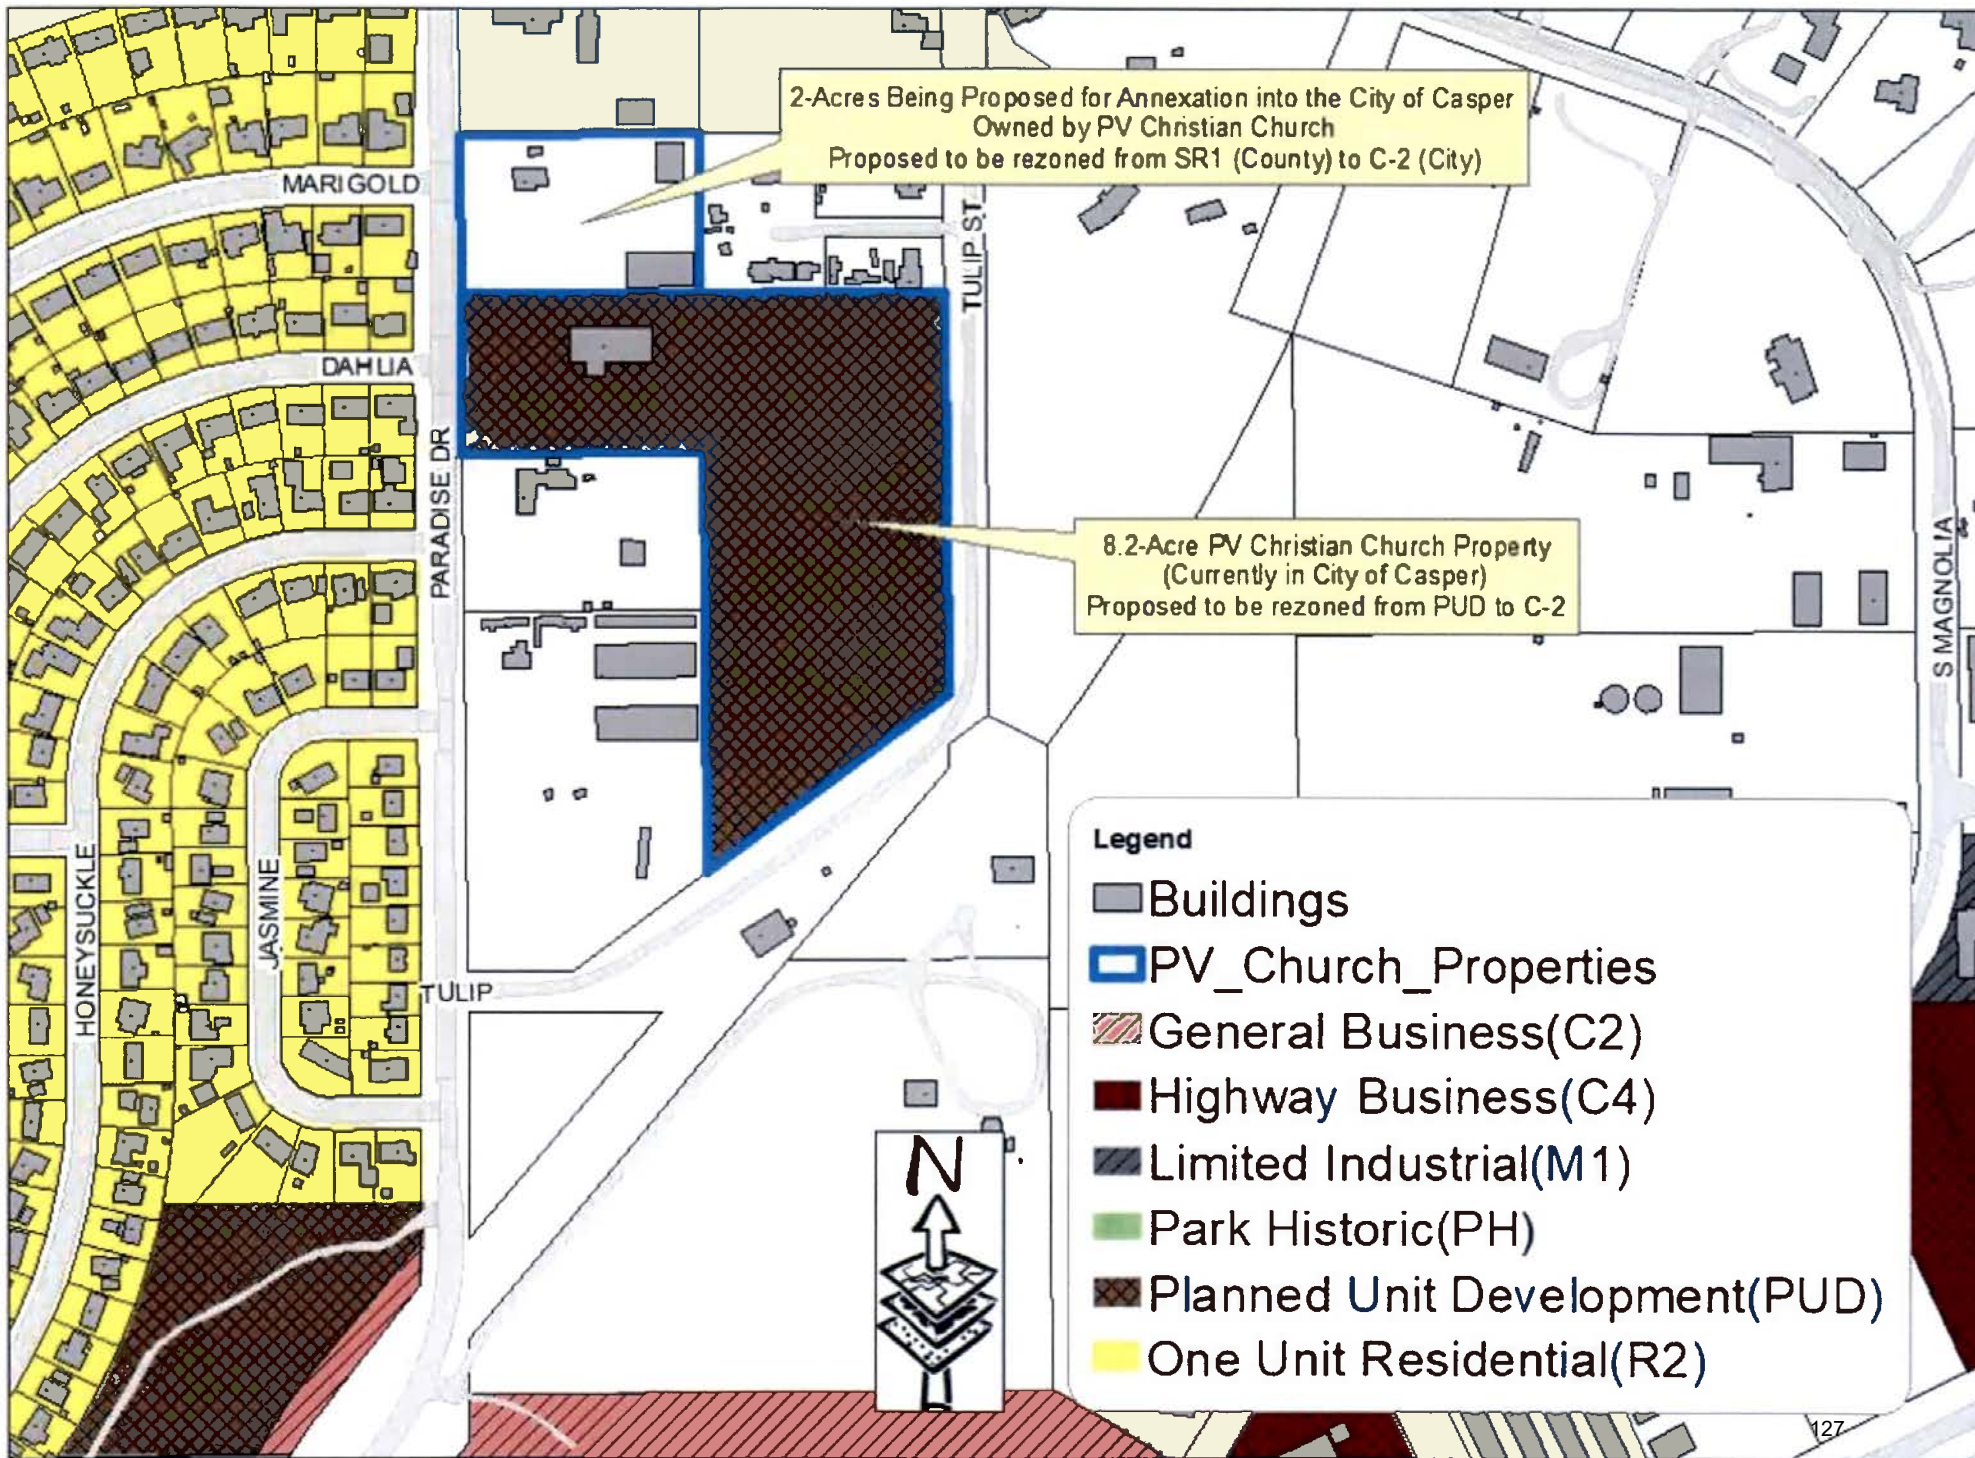 2-Acres Being Proposed for Annexation into the City of Casper
Owned by PV Christian Church
Proposed to be rezoned from SR1 (County) to C-2 (City)
MARIGOLD
TULIP ST
DAHLIA
PARADISE DR
8.2-Acre PV Christian Church Property
(Currently in City of Casper)
Proposed to be rezoned from PUD to C-2
S MAGNOLIA
HONEYSUCKLE
JASMINE
TULIP
Legend
Buildings
PV_Church_Properties
General Business(C2)
Highway Business(C4)
Limited Industrial(M1)
Park Historic(PH)
Planned Unit Development(PUD)
One Unit Residential(R2)
N
127